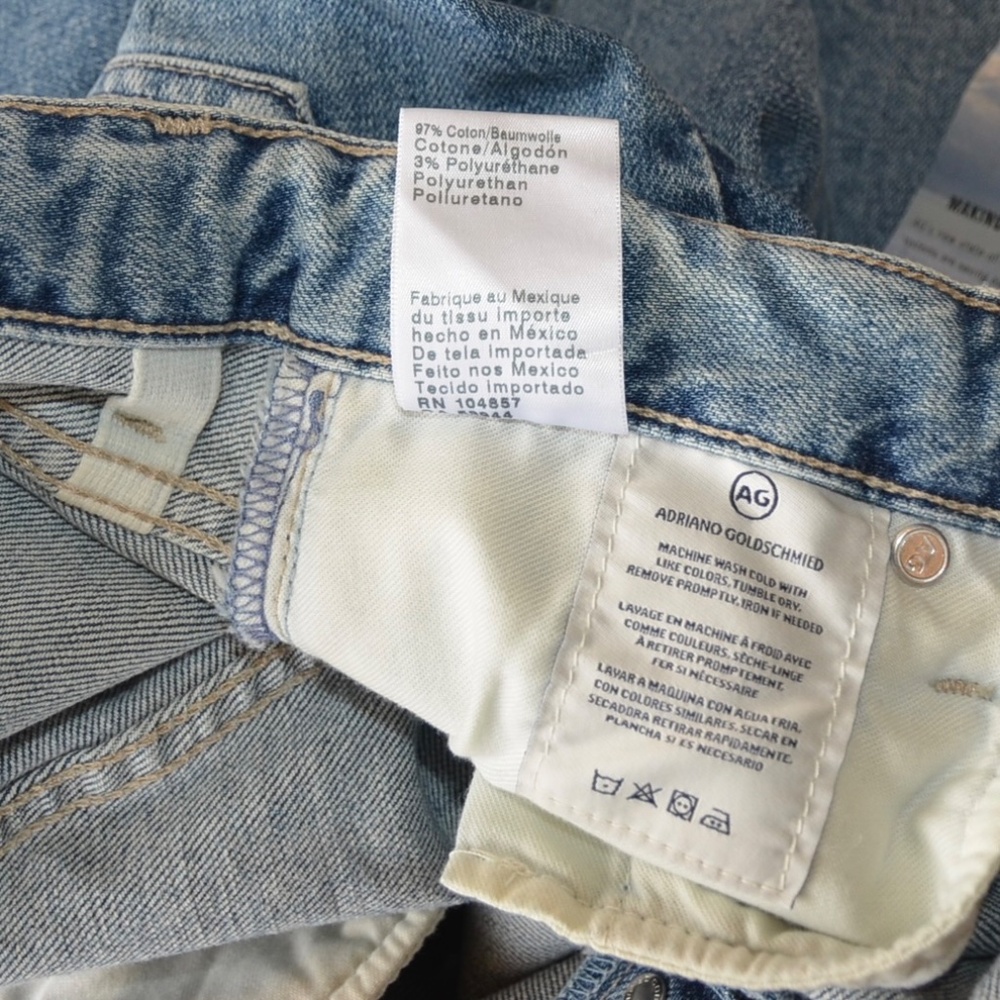 97% Coton/Baumwolle
Cotone/Algodón
3% Polyuréthane
Polyurethan
Poliuretano
Fabrique au Mexique
du tissu importe
hecho en México
De tela importada
Feito nos Mexico
Tecido importado
RN 104857
AG
ADRIANO GOLDSCHMIED
MACHINE WASH COLD WITH
LIKE COLORS, TUMBLE DRY,
REMOVE PROMPTLY, IRON IF NEEDED
LAVAGE EN MACHINE À FROID AVEC
COMME COULEURS, SÈCHE-LINGE
À RETIRER PROMPTEMENT,
FER SI NÉCESSAIRE
LAVAR A MAQUINA CON AGUA FRIA,
CON COLORES SIMILARES, SECAR EN
SECADORA RETIRAR RAPIDAMENTE,
PLANCHA SI ES NECESARIO
MAKING